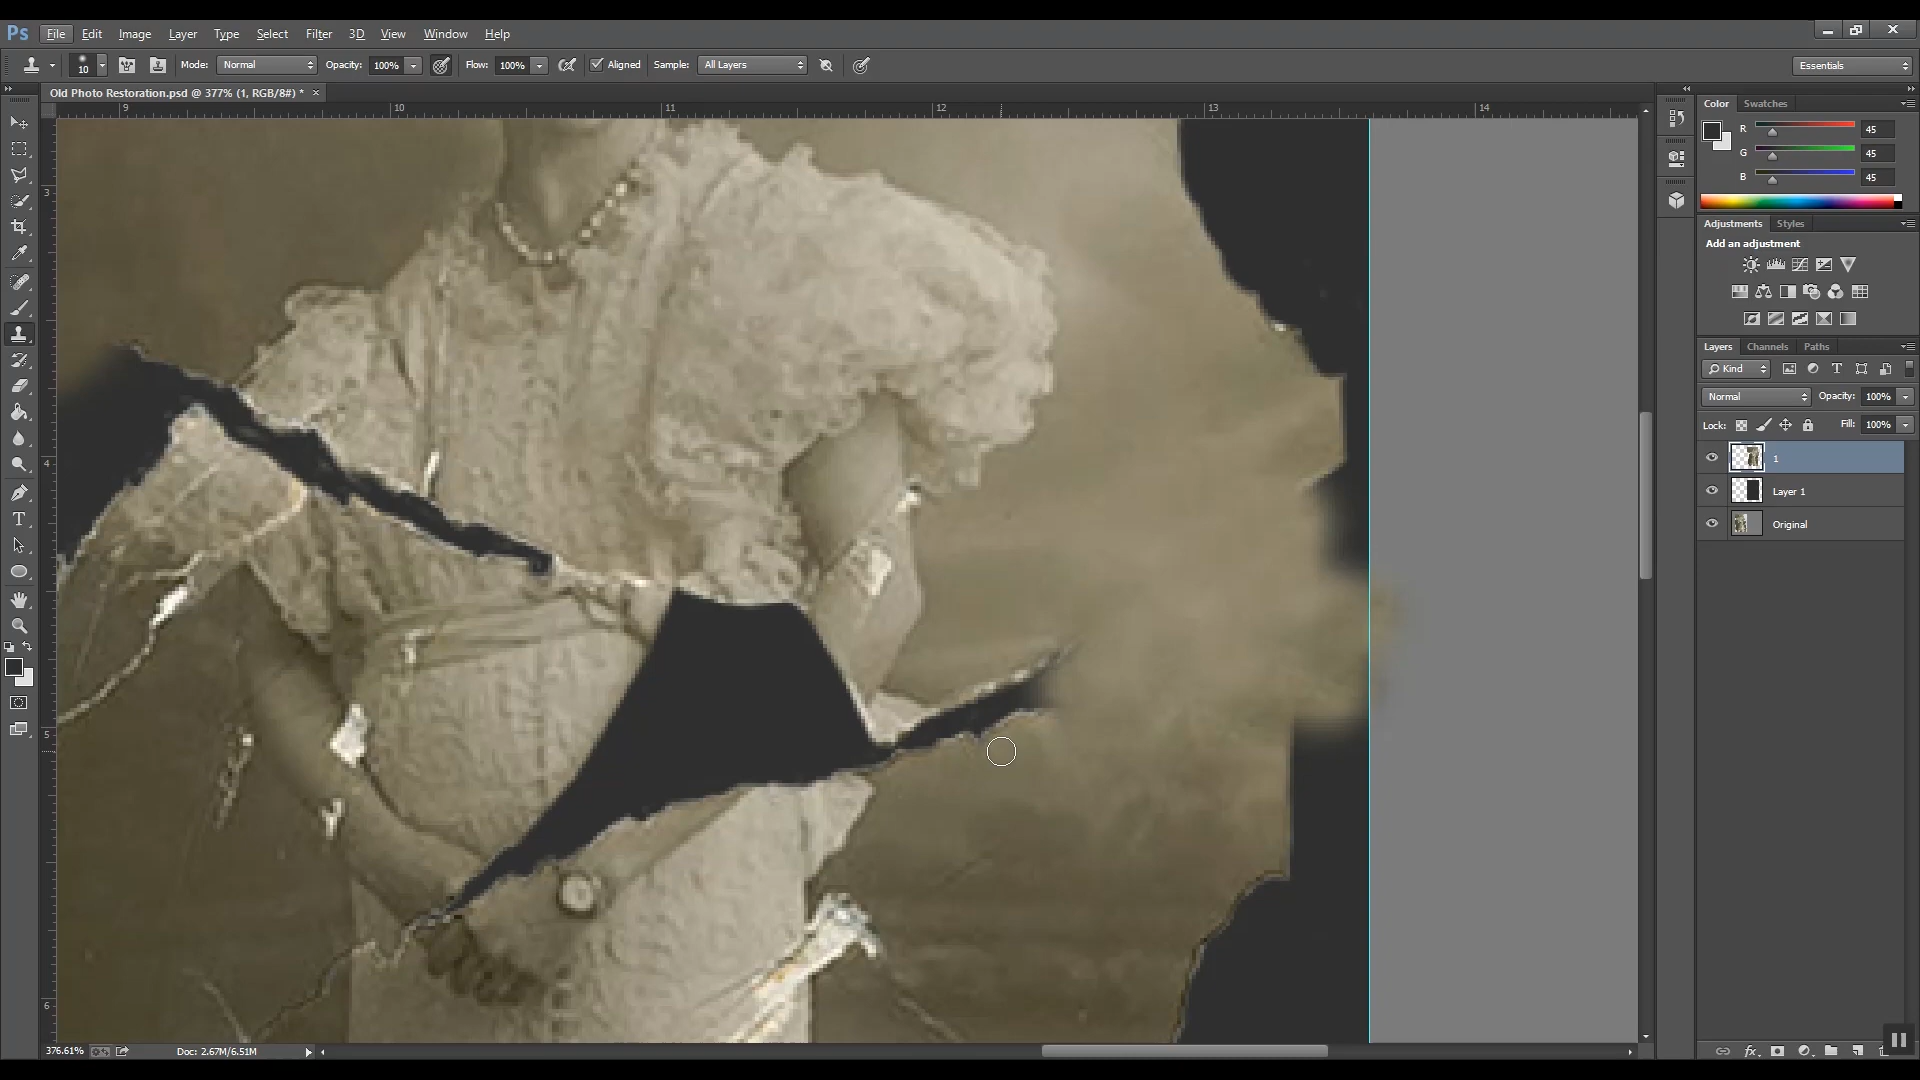 Ps File Edit Image Layer Type Select Filter 3D View Window Help
10 Mode: Normal Opacity: 100% Flow: 100% Aligned Sample: All Layers Essentials
Old Photo Restoration.psd @ 377% (1, RGB/8#) * ×
9 10 11 12 13 14
3
4
5
6
Color Swatches
R 45
G 45
B 45
Adjustments Styles
Add an adjustment
Layers Channels Paths
Kind
Normal Opacity: 100%
Lock: Fill: 100%
1
Layer 1
Original
376.61% Doc: 2.67M/6.51M